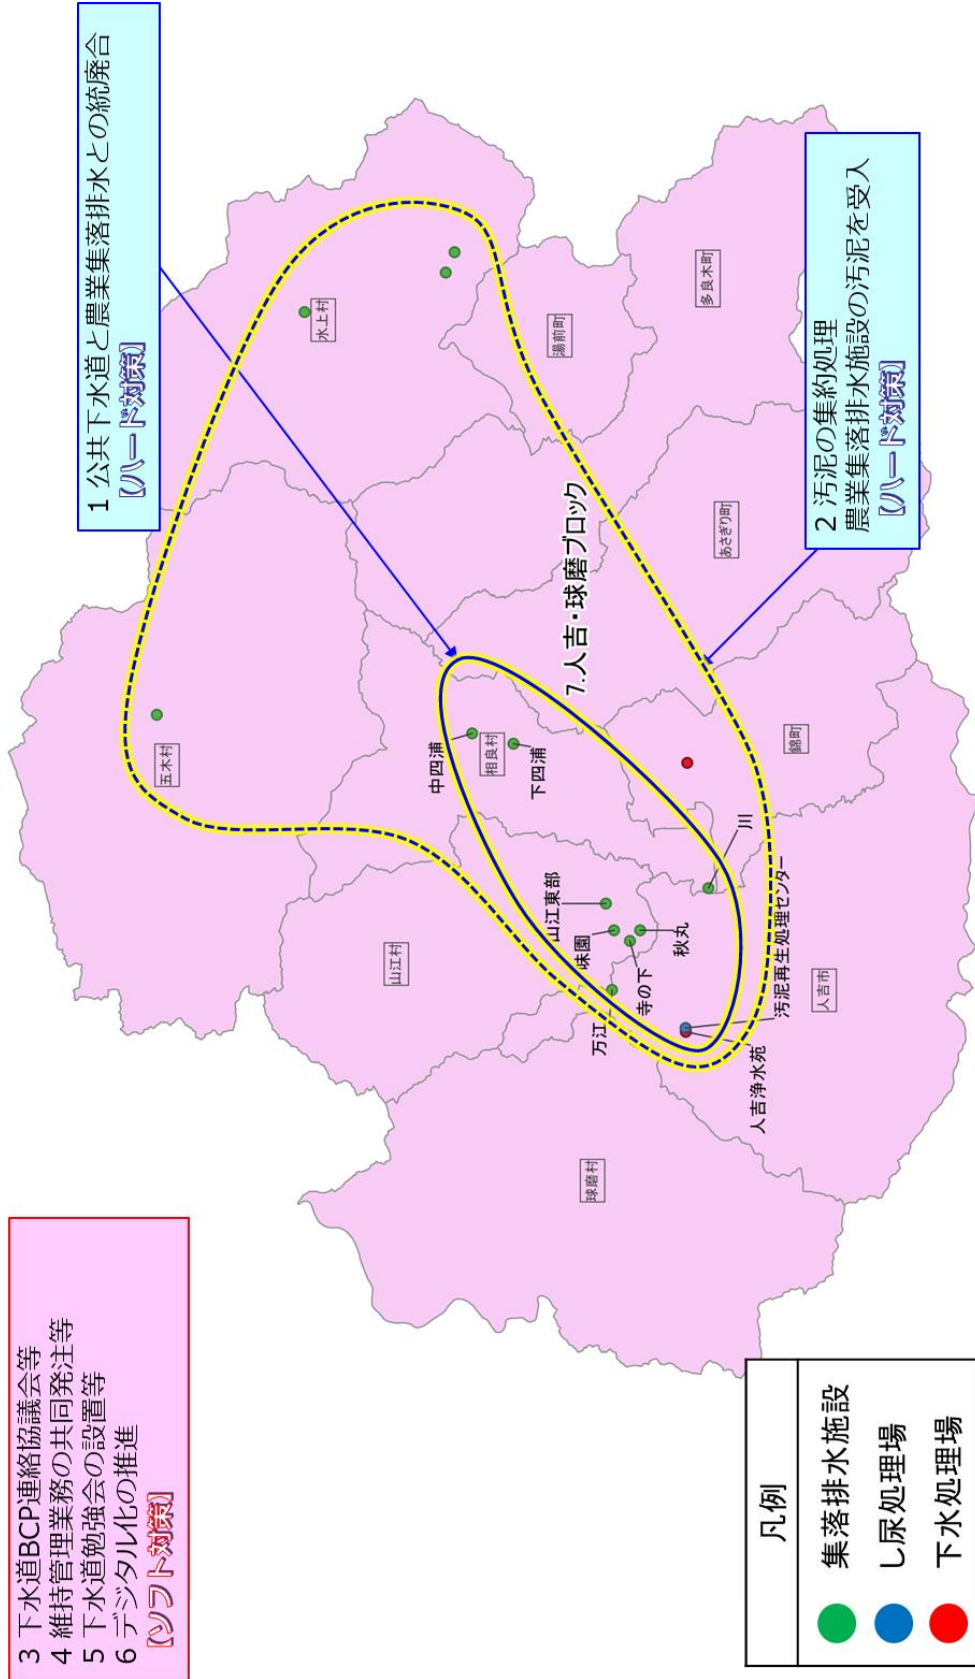 3 下水道BCP連絡協議会等
4 維持管理業務の共同発注等
5 下水道勉強会の設置等
6 デジタル化の推進
【ソフト対策】
1 公共下水道と農業集落排水との統廃合
【ハード対策】
五木村
水上村
山江村
中四浦
相良村
下四浦
7.人吉・球磨ブロック
湯前町
多良木町
山江東部
味園
万江
寺の下
秋丸
川
球磨村
人吉浄水苑
汚泥再生処理センター
人吉市
錦町
あさぎり町
2 汚泥の集約処理
農業集落排水施設の汚泥を受入
【ハード対策】
凡例
集落排水施設
し尿処理場
下水処理場